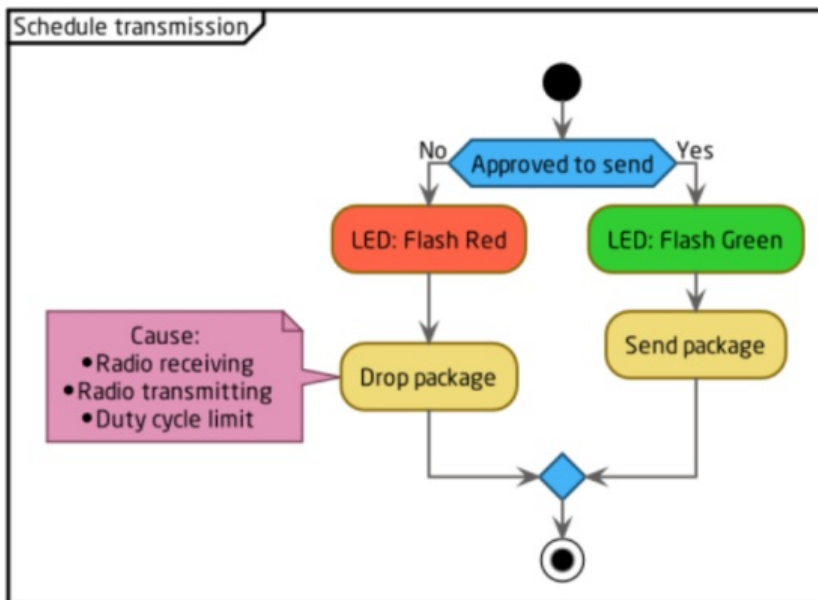 Schedule transmission
Approved to send
No
Yes
LED: Flash Red
LED: Flash Green
Cause:
•Radio receiving
•Radio transmitting
•Duty cycle limit
Drop package
Send package